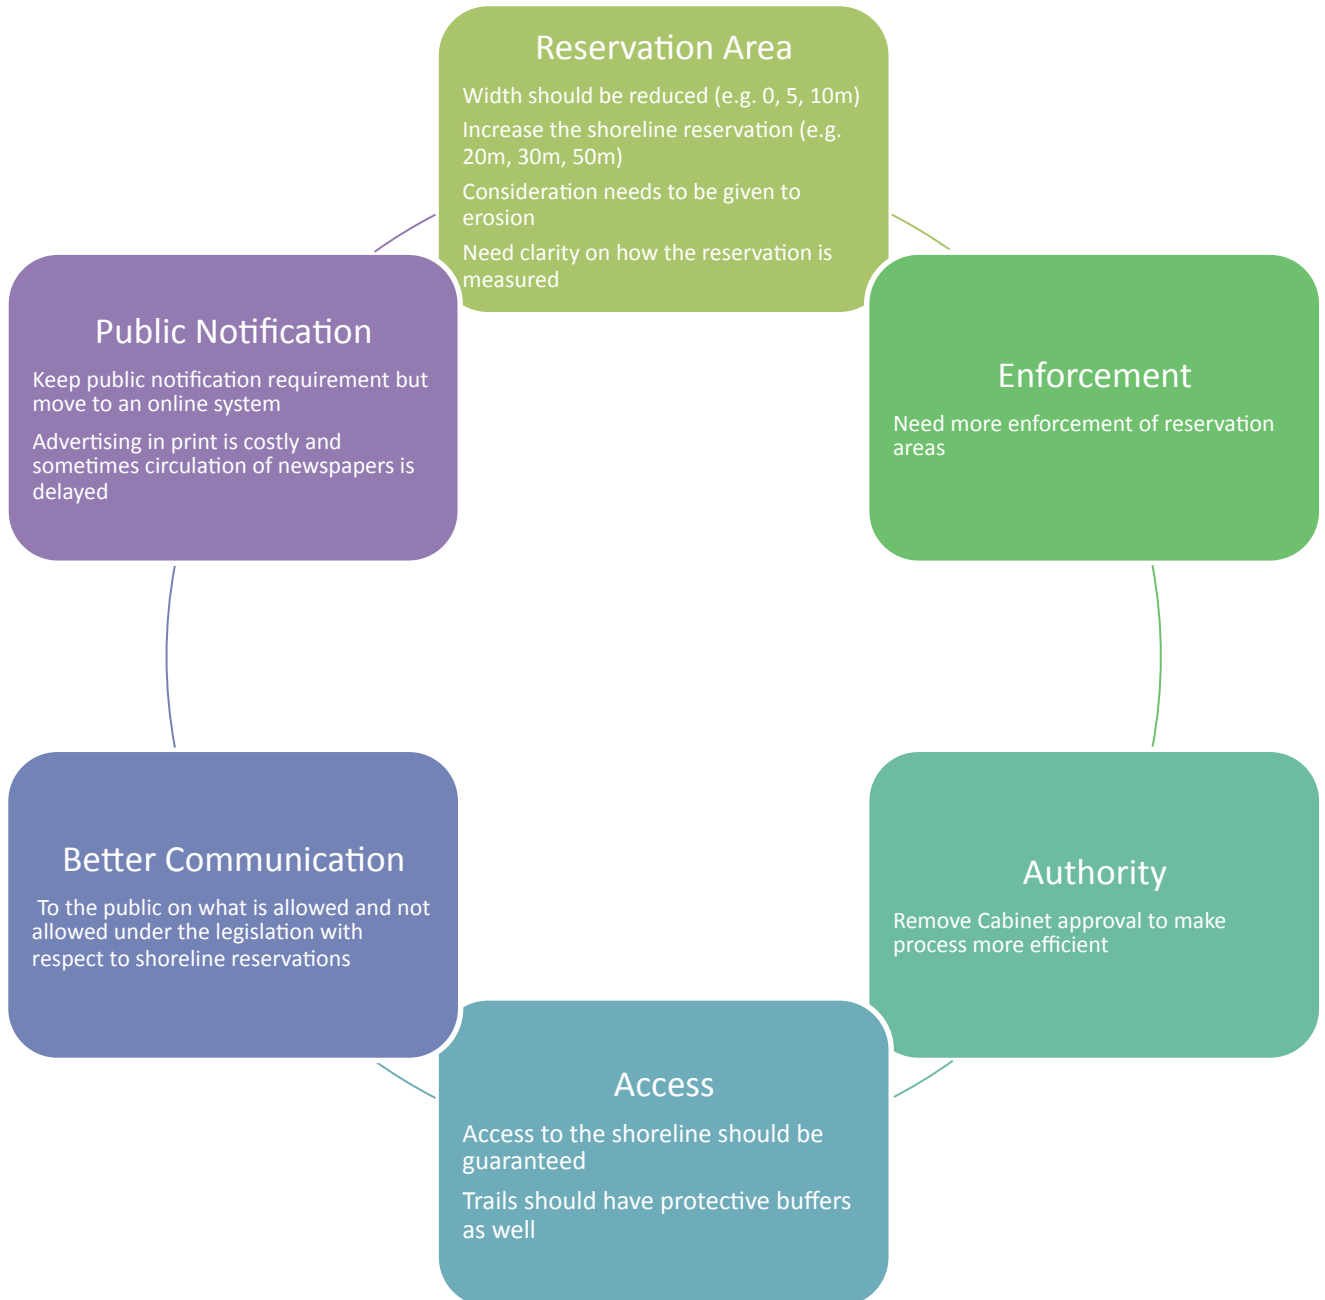 Reservation Area
Width should be reduced (e.g. 0, 5, 10m)
Increase the shoreline reservation (e.g.
20m, 30m, 50m)
Consideration needs to be given to
erosion
Need clarity on how the reservation is
measured
Enforcement
Need more enforcement of reservation
areas
Authority
Remove Cabinet approval to make
process more efficient
Access
Access to the shoreline should be
guaranteed
Trails should have protective buffers
as well
Better Communication
To the public on what is allowed and not
allowed under the legislation with
respect to shoreline reservations
Public Notification
Keep public notification requirement but
move to an online system
Advertising in print is costly and
sometimes circulation of newspapers is
delayed